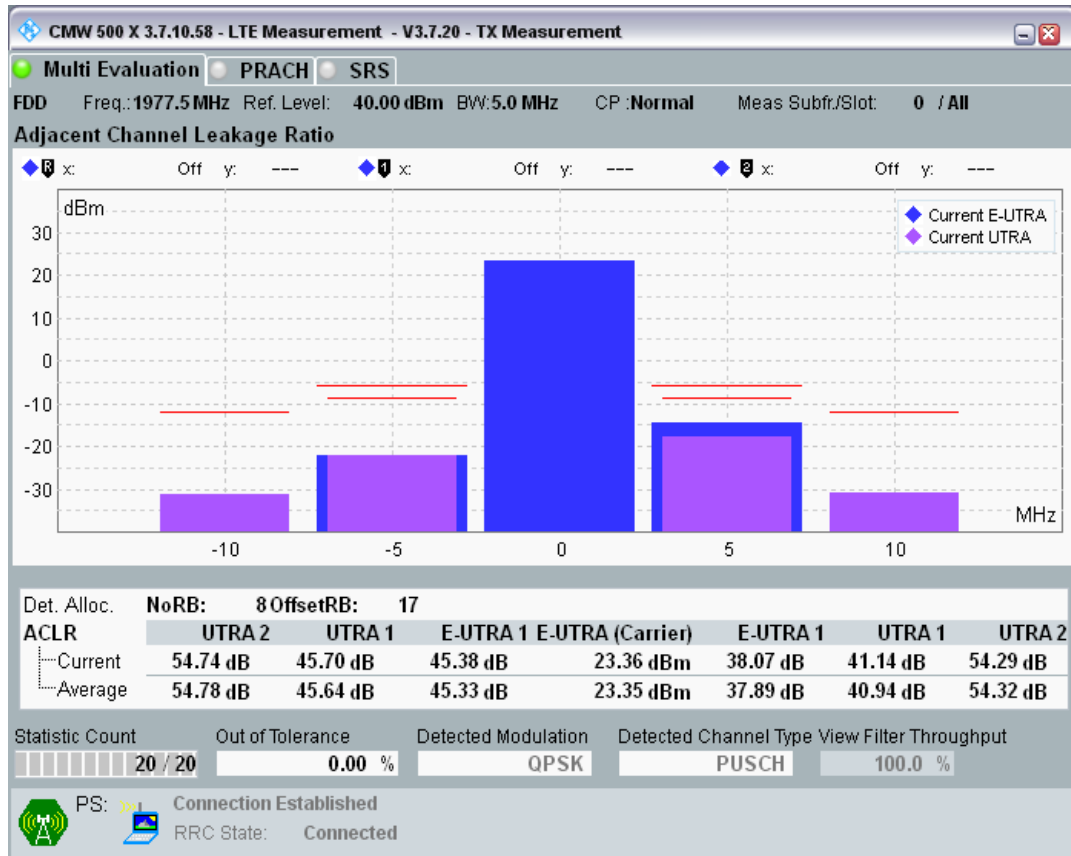 CMW 500 X 3.7.10.58 - LTE Measurement - V3.7.20 - TX Measurement
Multi Evaluation PRACH SRS
FDD Freq.:1977.5 MHz Ref. Level: 40.00 dBm BW:5.0 MHz CP :Normal Meas Subfr./Slot: 0 / All
Adjacent Channel Leakage Ratio
R x: Off y: --- 1 x: Off y: --- 2 x: Off y: ---
dBm
Current E-UTRA
Current UTRA
30
20
10
0
-10
-20
-30
MHz
-10 -5 0 5 10
Det. Alloc. NoRB: 8 OffsetRB: 17
ACLR UTRA 2 UTRA 1 E-UTRA 1 E-UTRA (Carrier) E-UTRA 1 UTRA 1 UTRA 2
Current 54.74 dB 45.70 dB 45.38 dB 23.36 dBm 38.07 dB 41.14 dB 54.29 dB
Average 54.78 dB 45.64 dB 45.33 dB 23.35 dBm 37.89 dB 40.94 dB 54.32 dB
Statistic Count Out of Tolerance Detected Modulation Detected Channel Type View Filter Throughput
20 / 20 0.00 % QPSK PUSCH 100.0 %
PS: Connection Established
RRC State: Connected